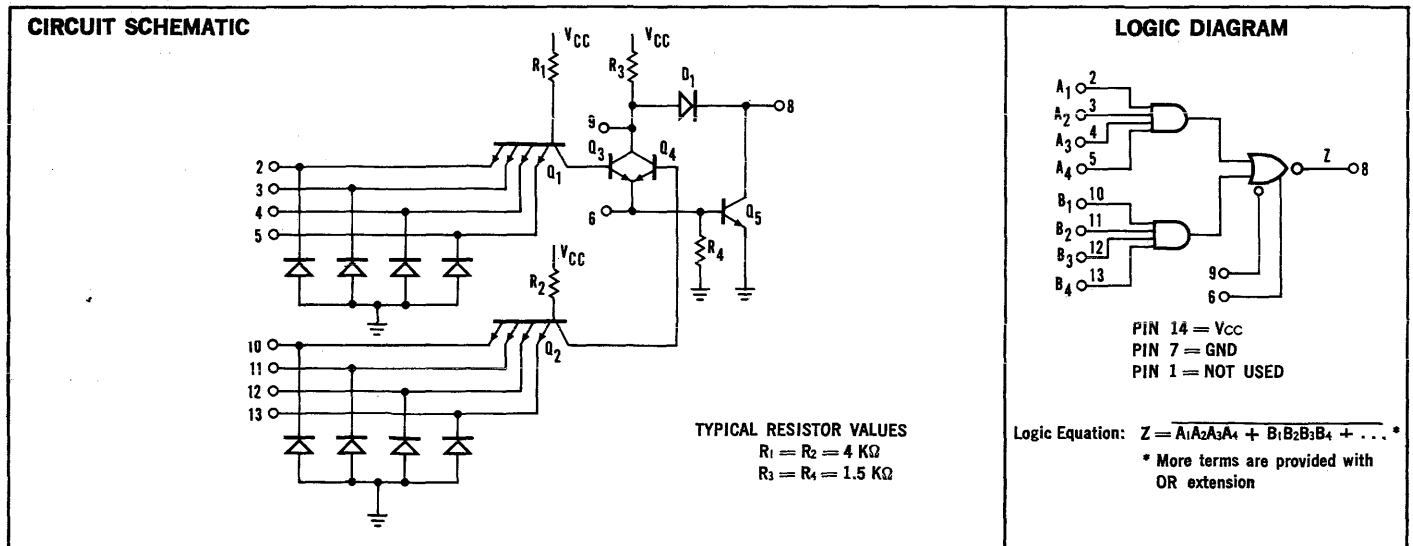 CIRCUIT SCHEMATIC
VCC
VCC
R1
R3
D1
8
9
Q3
Q4
2
Q1
3
4
6
Q5
5
R4
VCC
R2
10
Q2
11
12
13
TYPICAL RESISTOR VALUES
R1 = R2 = 4 KΩ
R3 = R4 = 1.5 KΩ
LOGIC DIAGRAM
A1 2
A2 3
A3 4
A4 5
Z
8
B1 10
B2 11
B3 12
B4 13
9
6
PIN 14 = VCC
PIN 7 = GND
PIN 1 = NOT USED
Logic Equation: Z = A1A2A3A4 + B1B2B3B4 + ... *
* More terms are provided with
OR extension